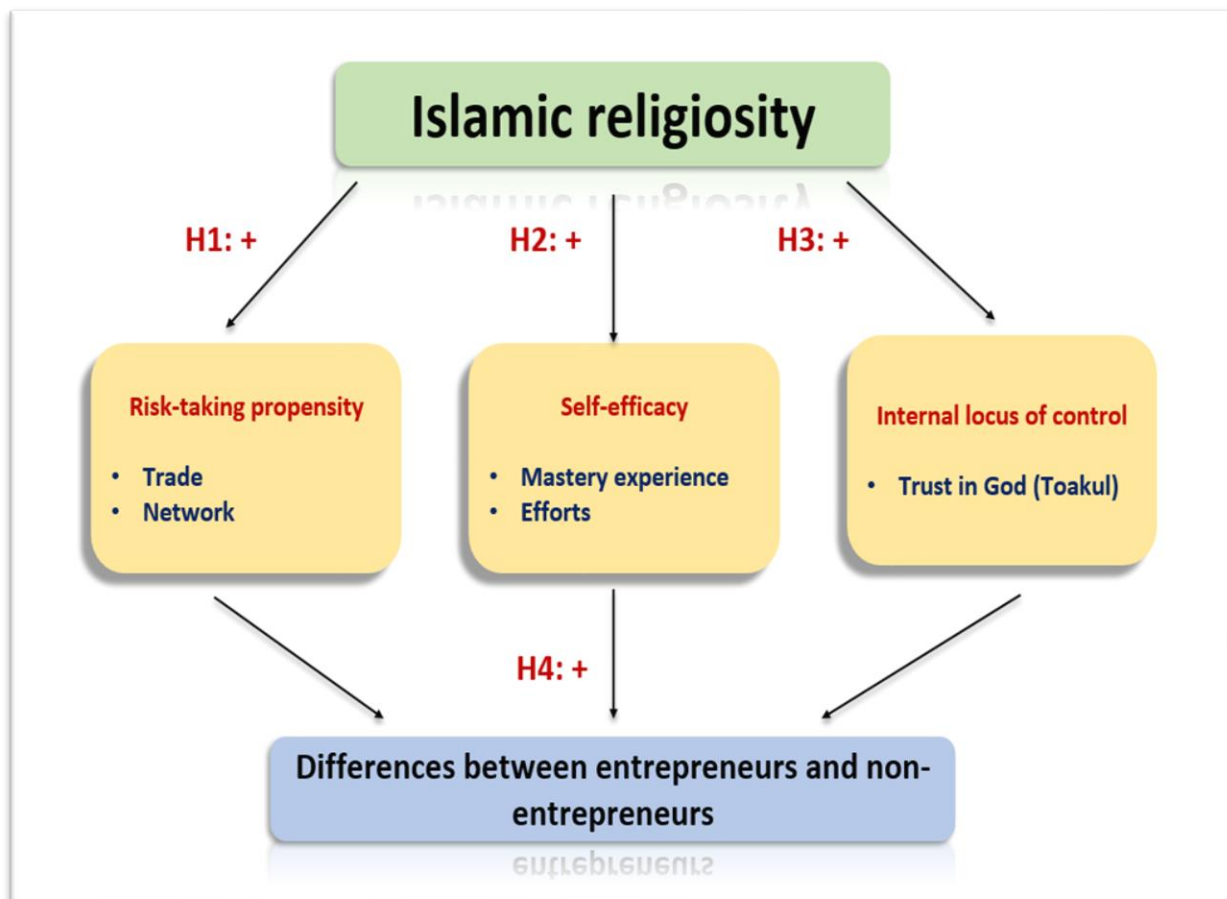 Islamic religiosity
H1: +
H2: +
H3: +
Risk-taking propensity
• Trade
• Network
Self-efficacy
• Mastery experience
• Efforts
Internal locus of control
• Trust in God (Toakul)
H4: +
Differences between entrepreneurs and non-
entrepreneurs